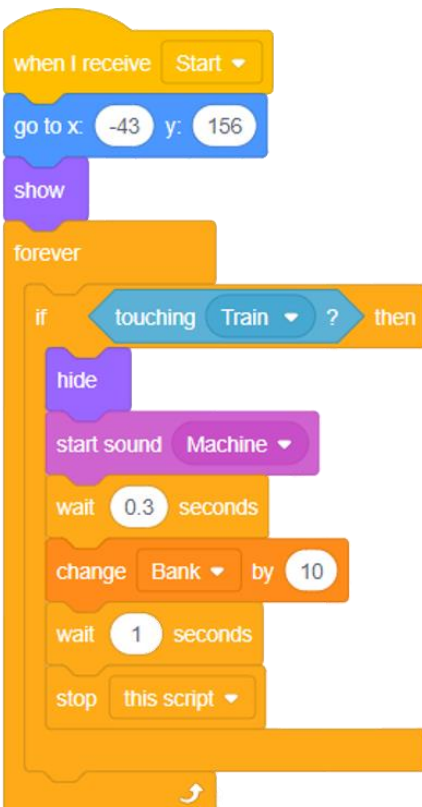 when I receive Start
go to x: -43 y: 156
show
forever
if touching Train ? then
hide
start sound Machine
wait 0.3 seconds
change Bank by 10
wait 1 seconds
stop this script